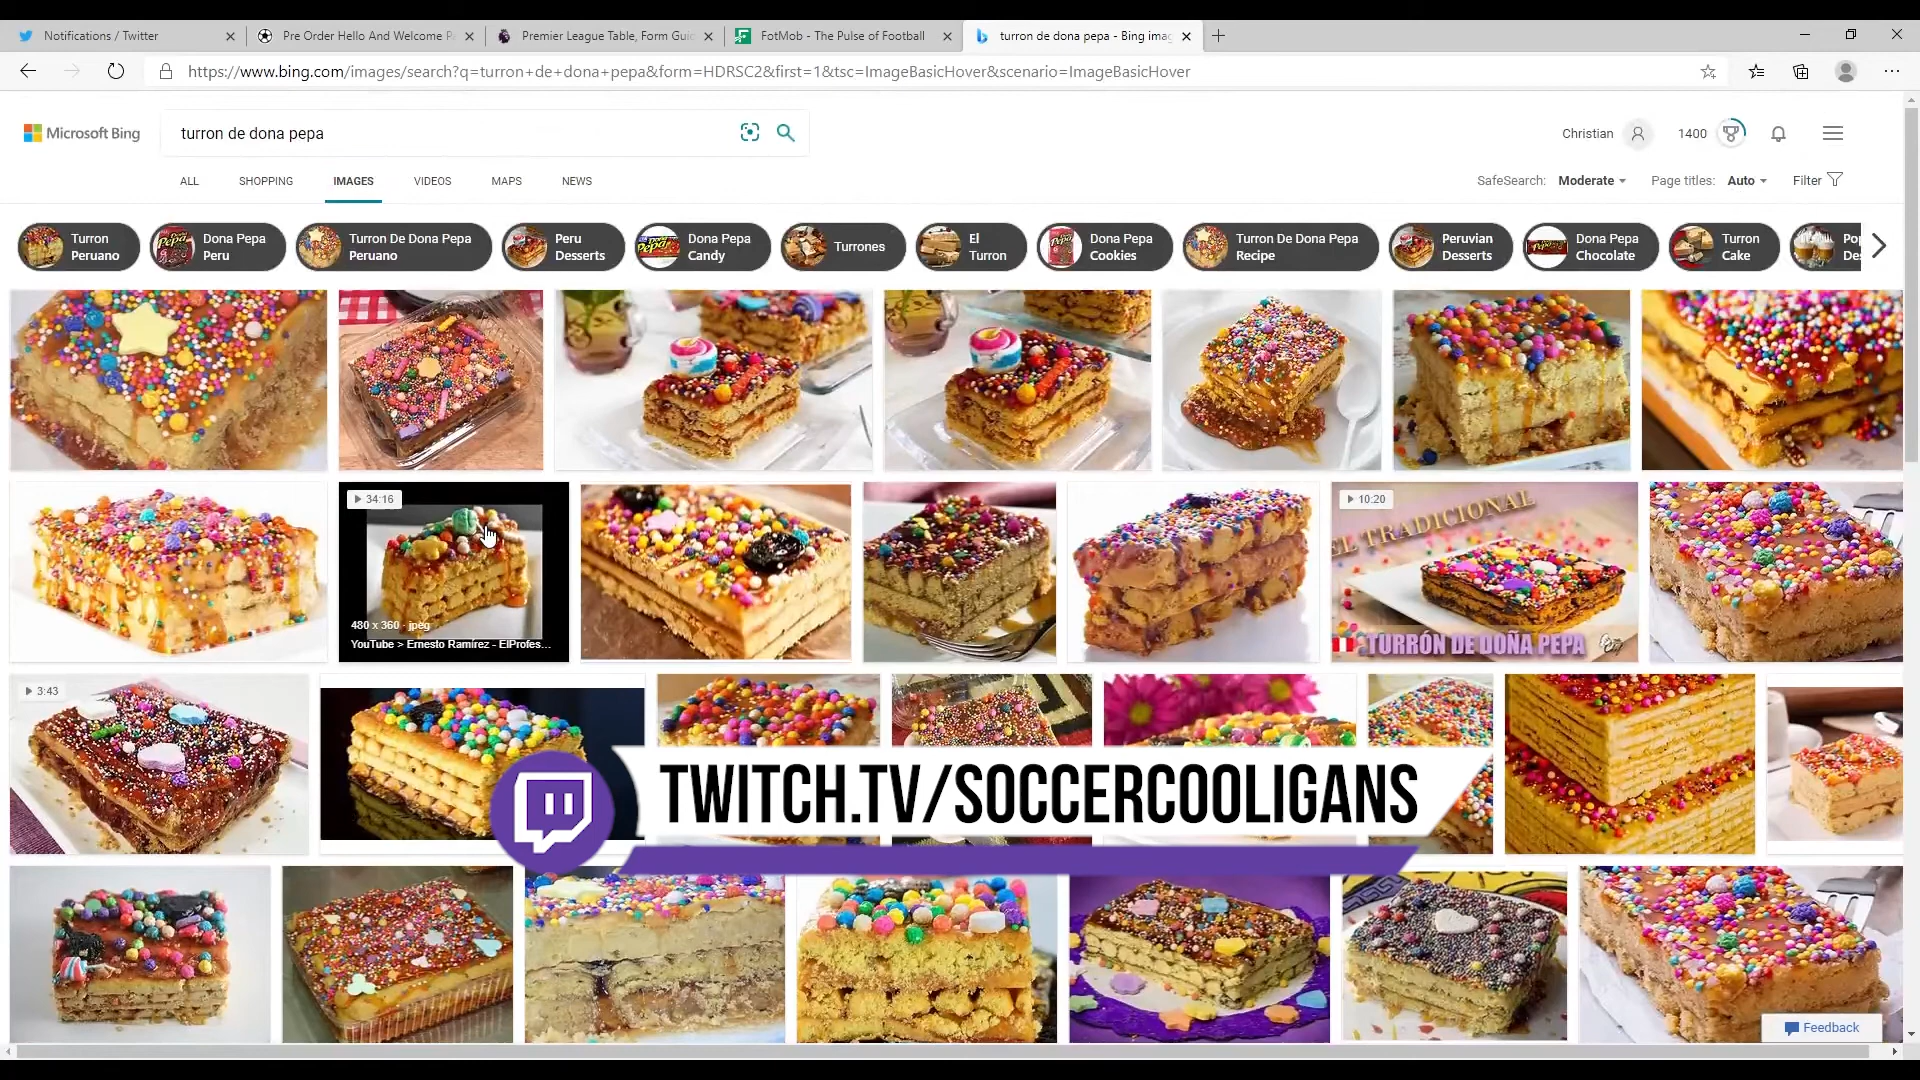 Notifications / Twitter
Pre Order Hello And Welcome P
Premier League Table, Form Gui
FotMob - The Pulse of Football
turron de dona pepa - Bing imag
https://www.bing.com/images/search?q=turron+de+dona+pepa&form=HDRSC2&first=1&tsc=ImageBasicHover&scenario=ImageBasicHover
Microsoft Bing
turron de dona pepa
Christian
1400
ALL
SHOPPING
IMAGES
VIDEOS
MAPS
NEWS
SafeSearch: Moderate
Page titles: Auto
Filter
Turron
Peruano
Dona Pepa
Peru
Turron De Dona Pepa
Peruano
Peru
Desserts
Dona Pepa
Candy
Turrones
El
Turron
Dona Pepa
Cookies
Turron De Dona Pepa
Recipe
Peruvian
Desserts
Dona Pepa
Chocolate
Turron
Cake
34:16
480 x 360 · jpeg
YouTube > Ernesto Ramírez - ElProfes...
10:20
EL TRADICIONAL
TURRÓN DE DOÑA PEPA
3:43
TWITCH.TV/SOCCERCOOLIGANS
Feedback